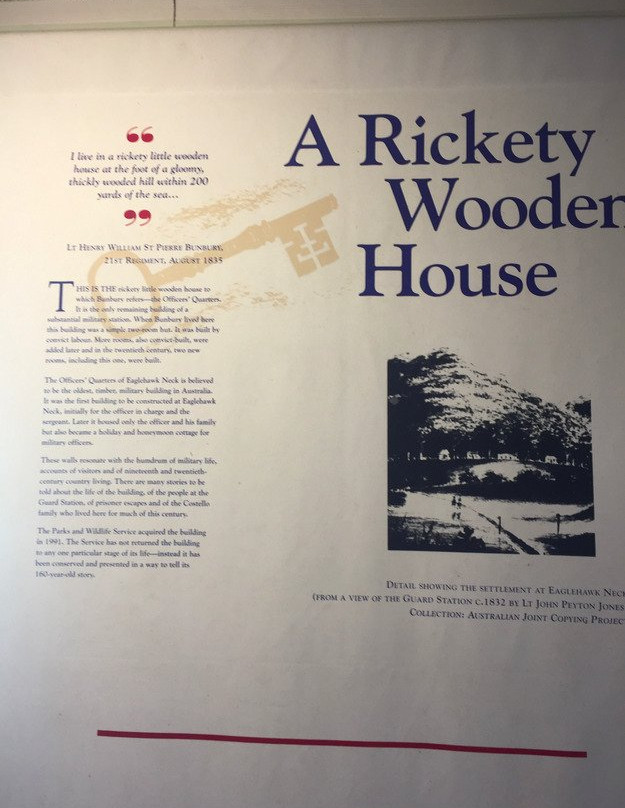 “
I live in a rickety little wooden
house at the foot of a gloomy,
thickly wooded hill within 200
yards of the sea...
”
Lt Henry William St Pierre Bunbury,
21st Regiment, August 1835
This is the rickety little wooden house to
which Bunbury refers—the Officers' Quarters.
It is the only remaining building of a
substantial military station. When Bunbury lived here
this building was a simple two-room hut. It was built by
convict labour. More rooms, also convict-built, were
added later and in the twentieth century, two new
rooms, including this one, were built.
The Officers' Quarters of Eaglehawk Neck is believed
to be the oldest, timber, military building in Australia.
It was the first building to be constructed at Eaglehawk
Neck, initially for the officer in charge and the
sergeant. Later it housed only the officer and his family
but also became a holiday and honeymoon cottage for
military officers.
These walls resonate with the humdrum of military life,
accounts of visitors and of nineteenth and twentieth-
century country living. There are many stories to be
told about the life of the building, of the people at the
Guard Station, of prisoner escapes and of the Costello
family who lived here for much of this century.
The Parks and Wildlife Service acquired the building
in 1991. The Service has not returned the building
to any one particular stage of its life—instead it has
been conserved and presented in a way to tell its
160-year-old story.
A Rickety
Wooden
House
Detail showing the settlement at Eaglehawk Neck
(from a view of the Guard Station c.1832 by Lt John Peyton Jones
Collection: Australian Joint Copying Project